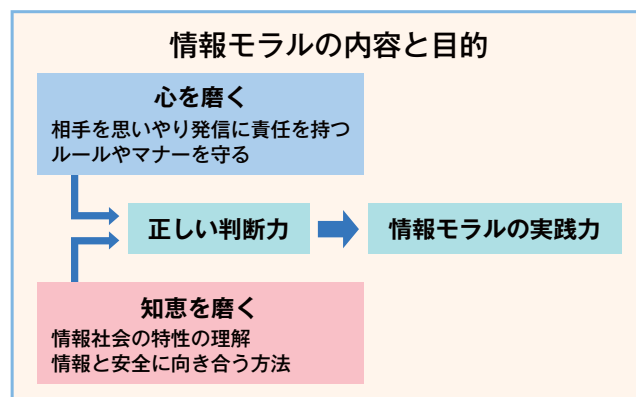 情報モラルの内容と目的
心を磨く
相手を思いやり発信に責任を持つ
ルールやマナーを守る
正しい判断力
情報モラルの実践力
知恵を磨く
情報社会の特性の理解
情報と安全に向き合う方法